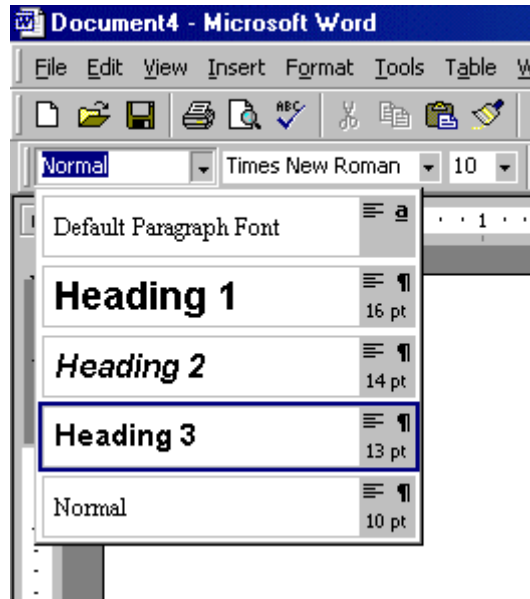 Document4 - Microsoft Word
File Edit View Insert Format Tools Table W
ABC
Normal Times New Roman 10
Default Paragraph Font a
1
Heading 1 ¶
16 pt
Heading 2 ¶
14 pt
Heading 3 ¶
13 pt
Normal ¶
10 pt